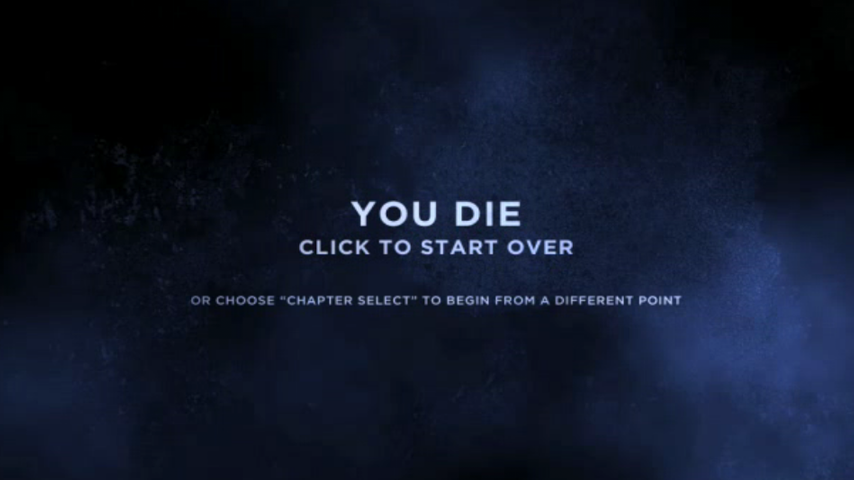 YOU DIE
CLICK TO START OVER
OR CHOOSE “CHAPTER SELECT” TO BEGIN FROM A DIFFERENT POINT